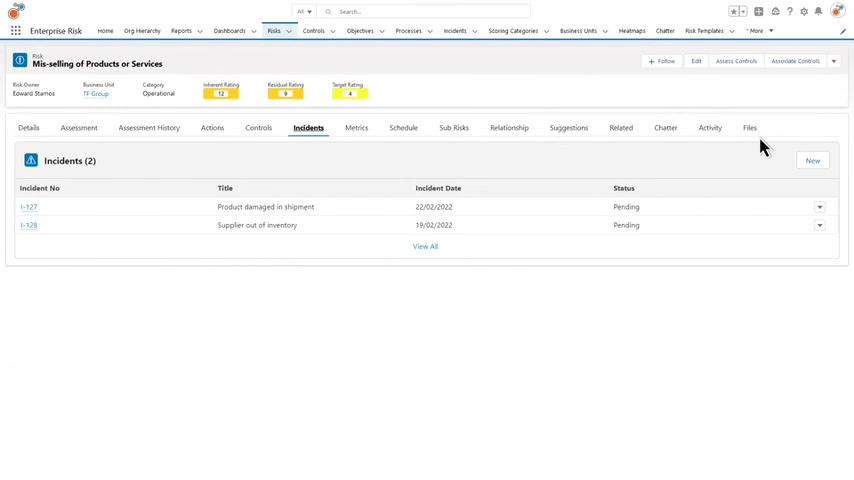 All
Search...
Enterprise Risk Home Org Hierarchy Reports Dashboards Risks Controls Objectives Processes Incidents Scoring Categories Business Units Heatmaps Chatter Risk Templates * More
Risk
Mis-selling of Products or Services
+ Follow Edit Assess Controls Associate Controls
Risk Owner Business Unit Category Inherent Rating Residual Rating Target Rating
Edward Stamos TF Group Operational 12 9 4
Details Assessment Assessment History Actions Controls Incidents Metrics Schedule Sub Risks Relationship Suggestions Related Chatter Activity Files
Incidents (2) New
Incident No Title Incident Date Status
I-127 Product damaged in shipment 22/02/2022 Pending
I-128 Supplier out of inventory 19/02/2022 Pending
View All